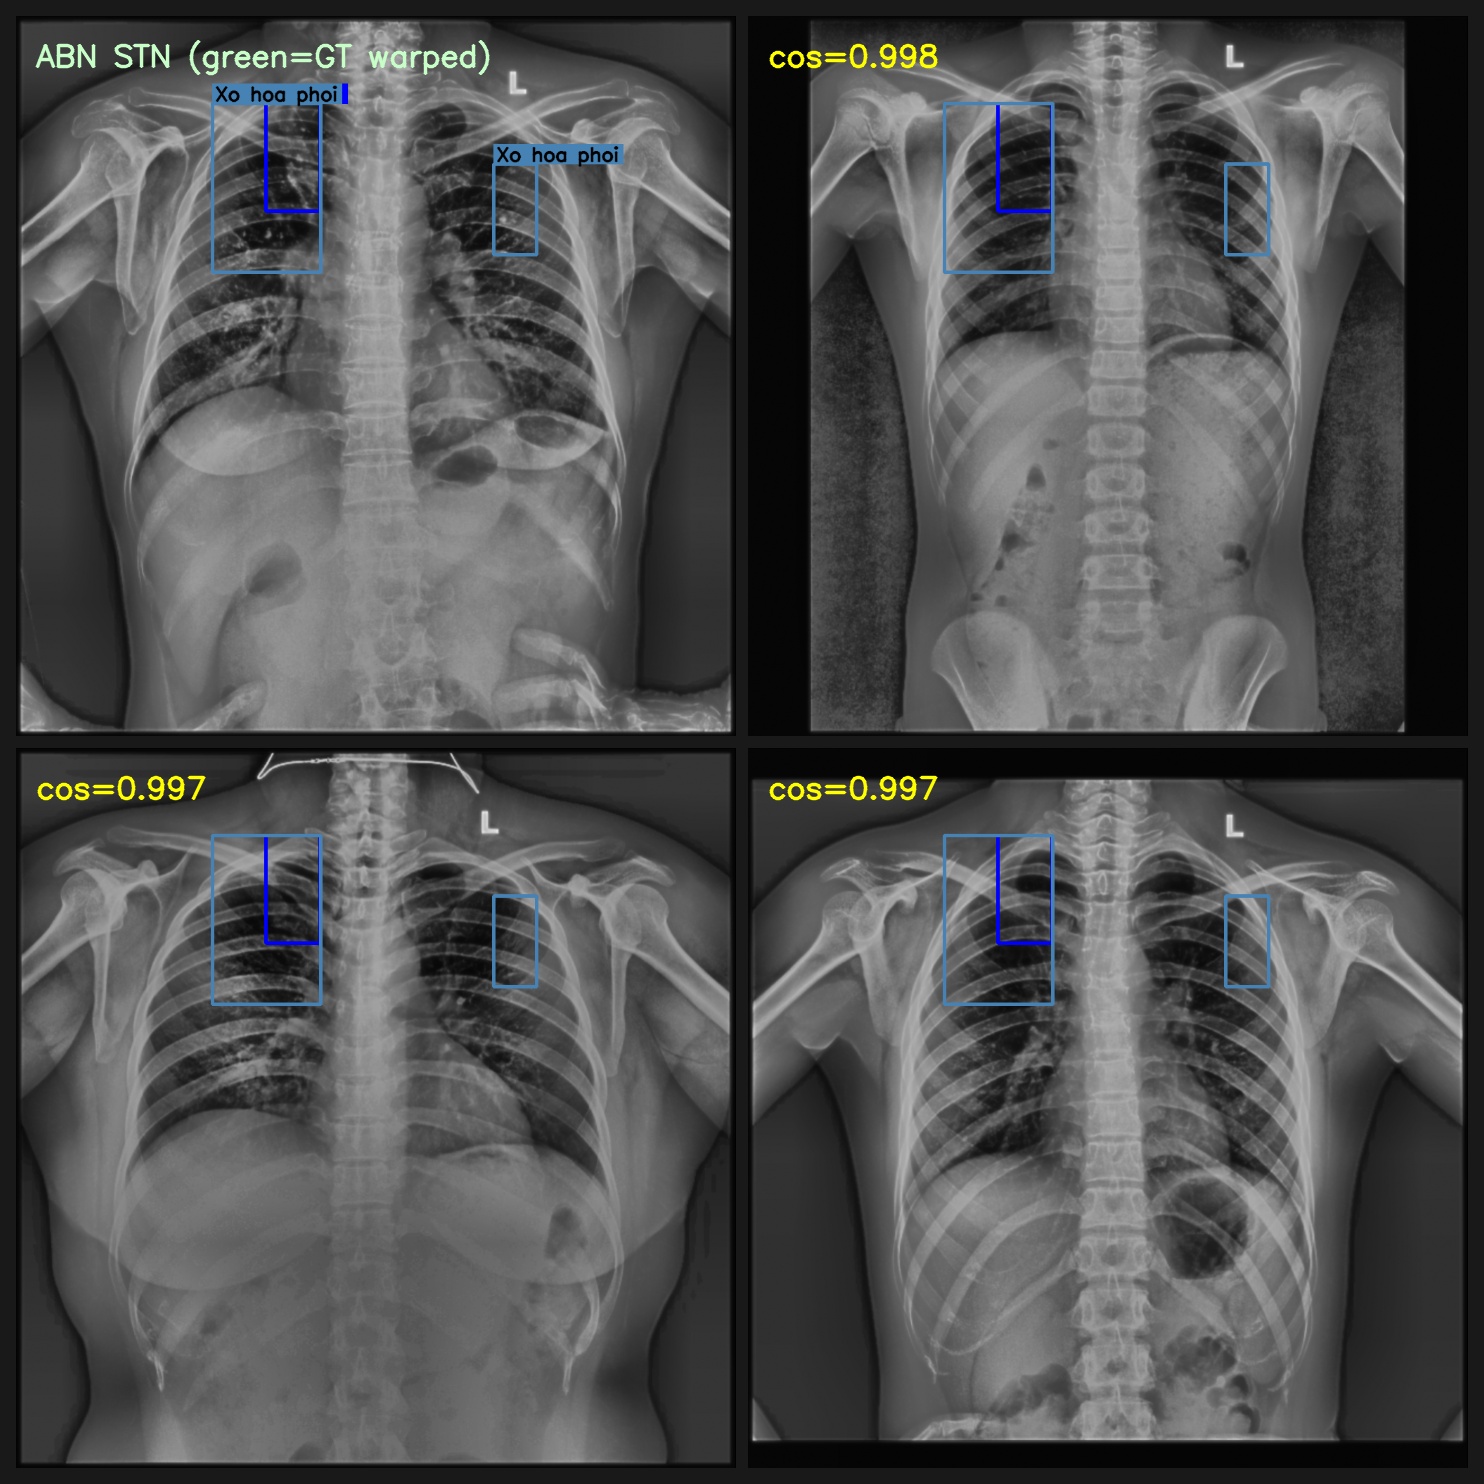 ABN STN (green=GT warped)
L
Xo hoa phoi
Xo hoa phoi
cos=0.998
L
cos=0.997
L
cos=0.997
L